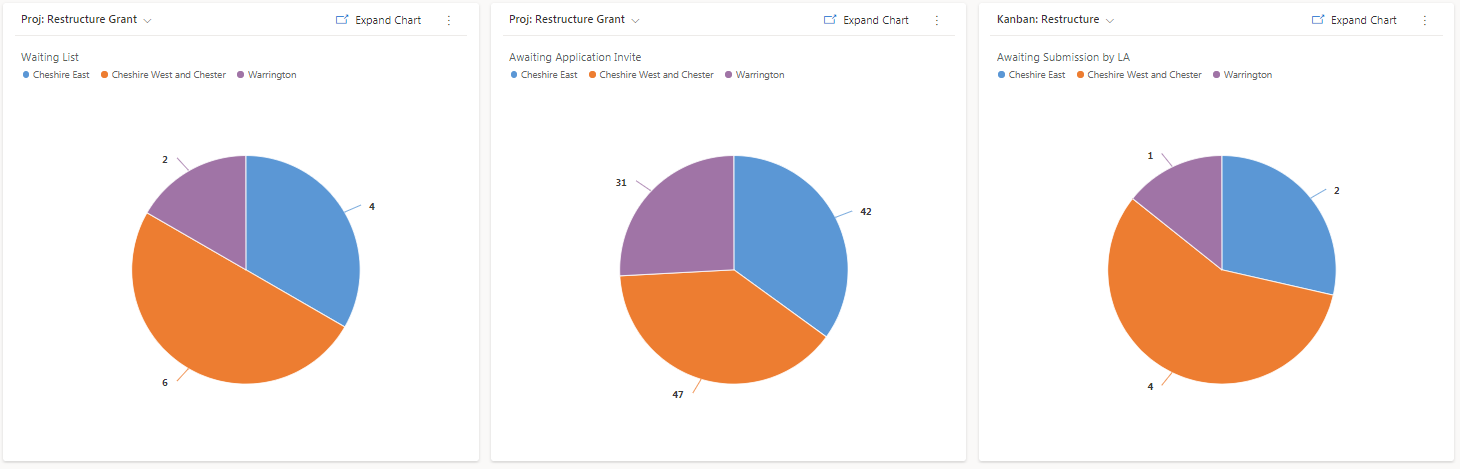 Proj: Restructure Grant
Expand Chart
Waiting List
Cheshire East Cheshire West and Chester Warrington
2
4
6
Proj: Restructure Grant
Expand Chart
Awaiting Application Invite
Cheshire East Cheshire West and Chester Warrington
31
42
47
Kanban: Restructure
Expand Chart
Awaiting Submission by LA
Cheshire East Cheshire West and Chester Warrington
1
2
4